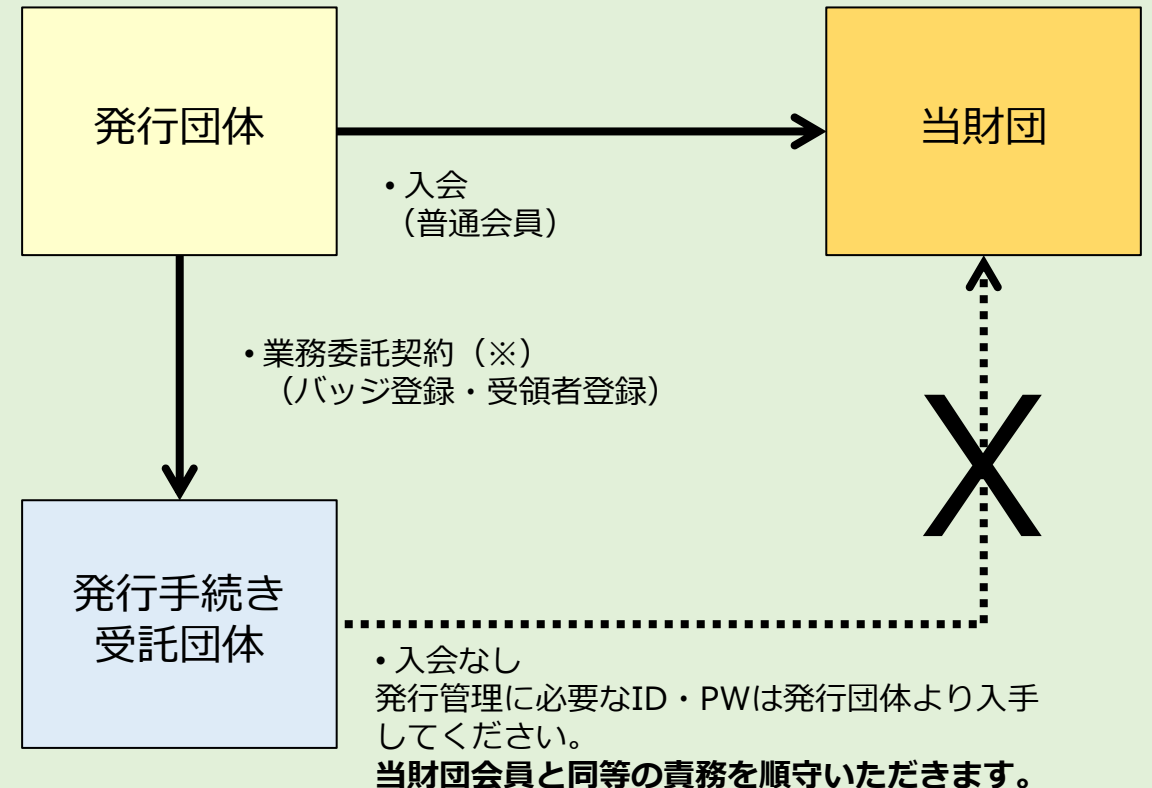 発行団体
当財団
• 入会
（普通会員）
• 業務委託契約（※）
（バッジ登録・受領者登録）
X
発行手続き
受託団体
• 入会なし
発行管理に必要なID・PWは発行団体より入手
してください。
当財団会員と同等の責務を順守いただきます。